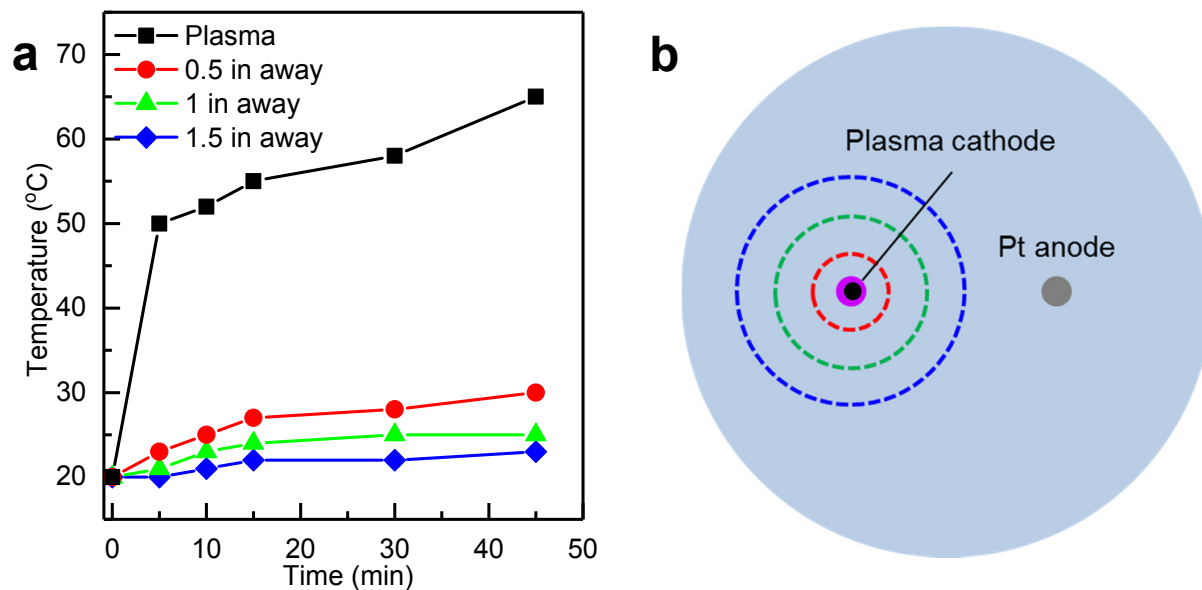 a
Plasma
0.5 in away
1 in away
1.5 in away
70
60
50
40
30
20
Temperature (ºC)
0
10
20
30
40
50
Time (min)
b
Plasma cathode
Pt anode